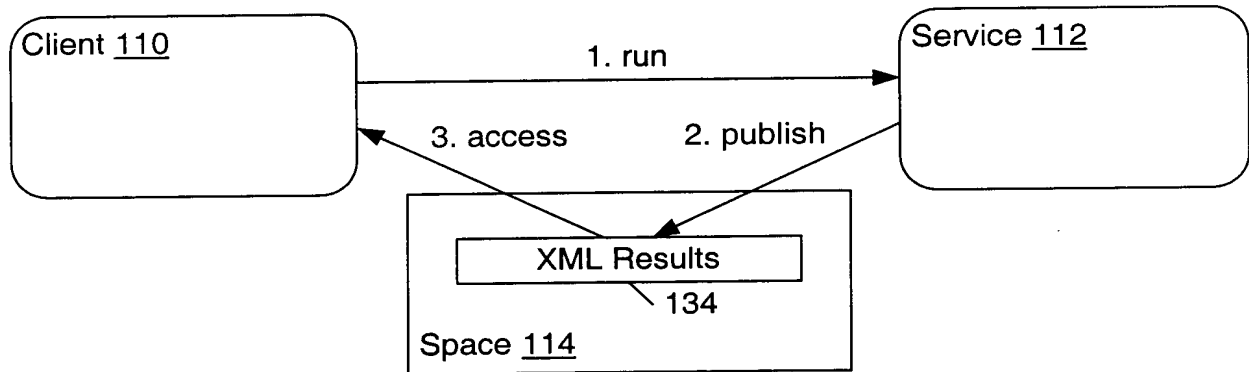 Client 110
Service 112
1. run
3. access
2. publish
XML Results
134
Space 114